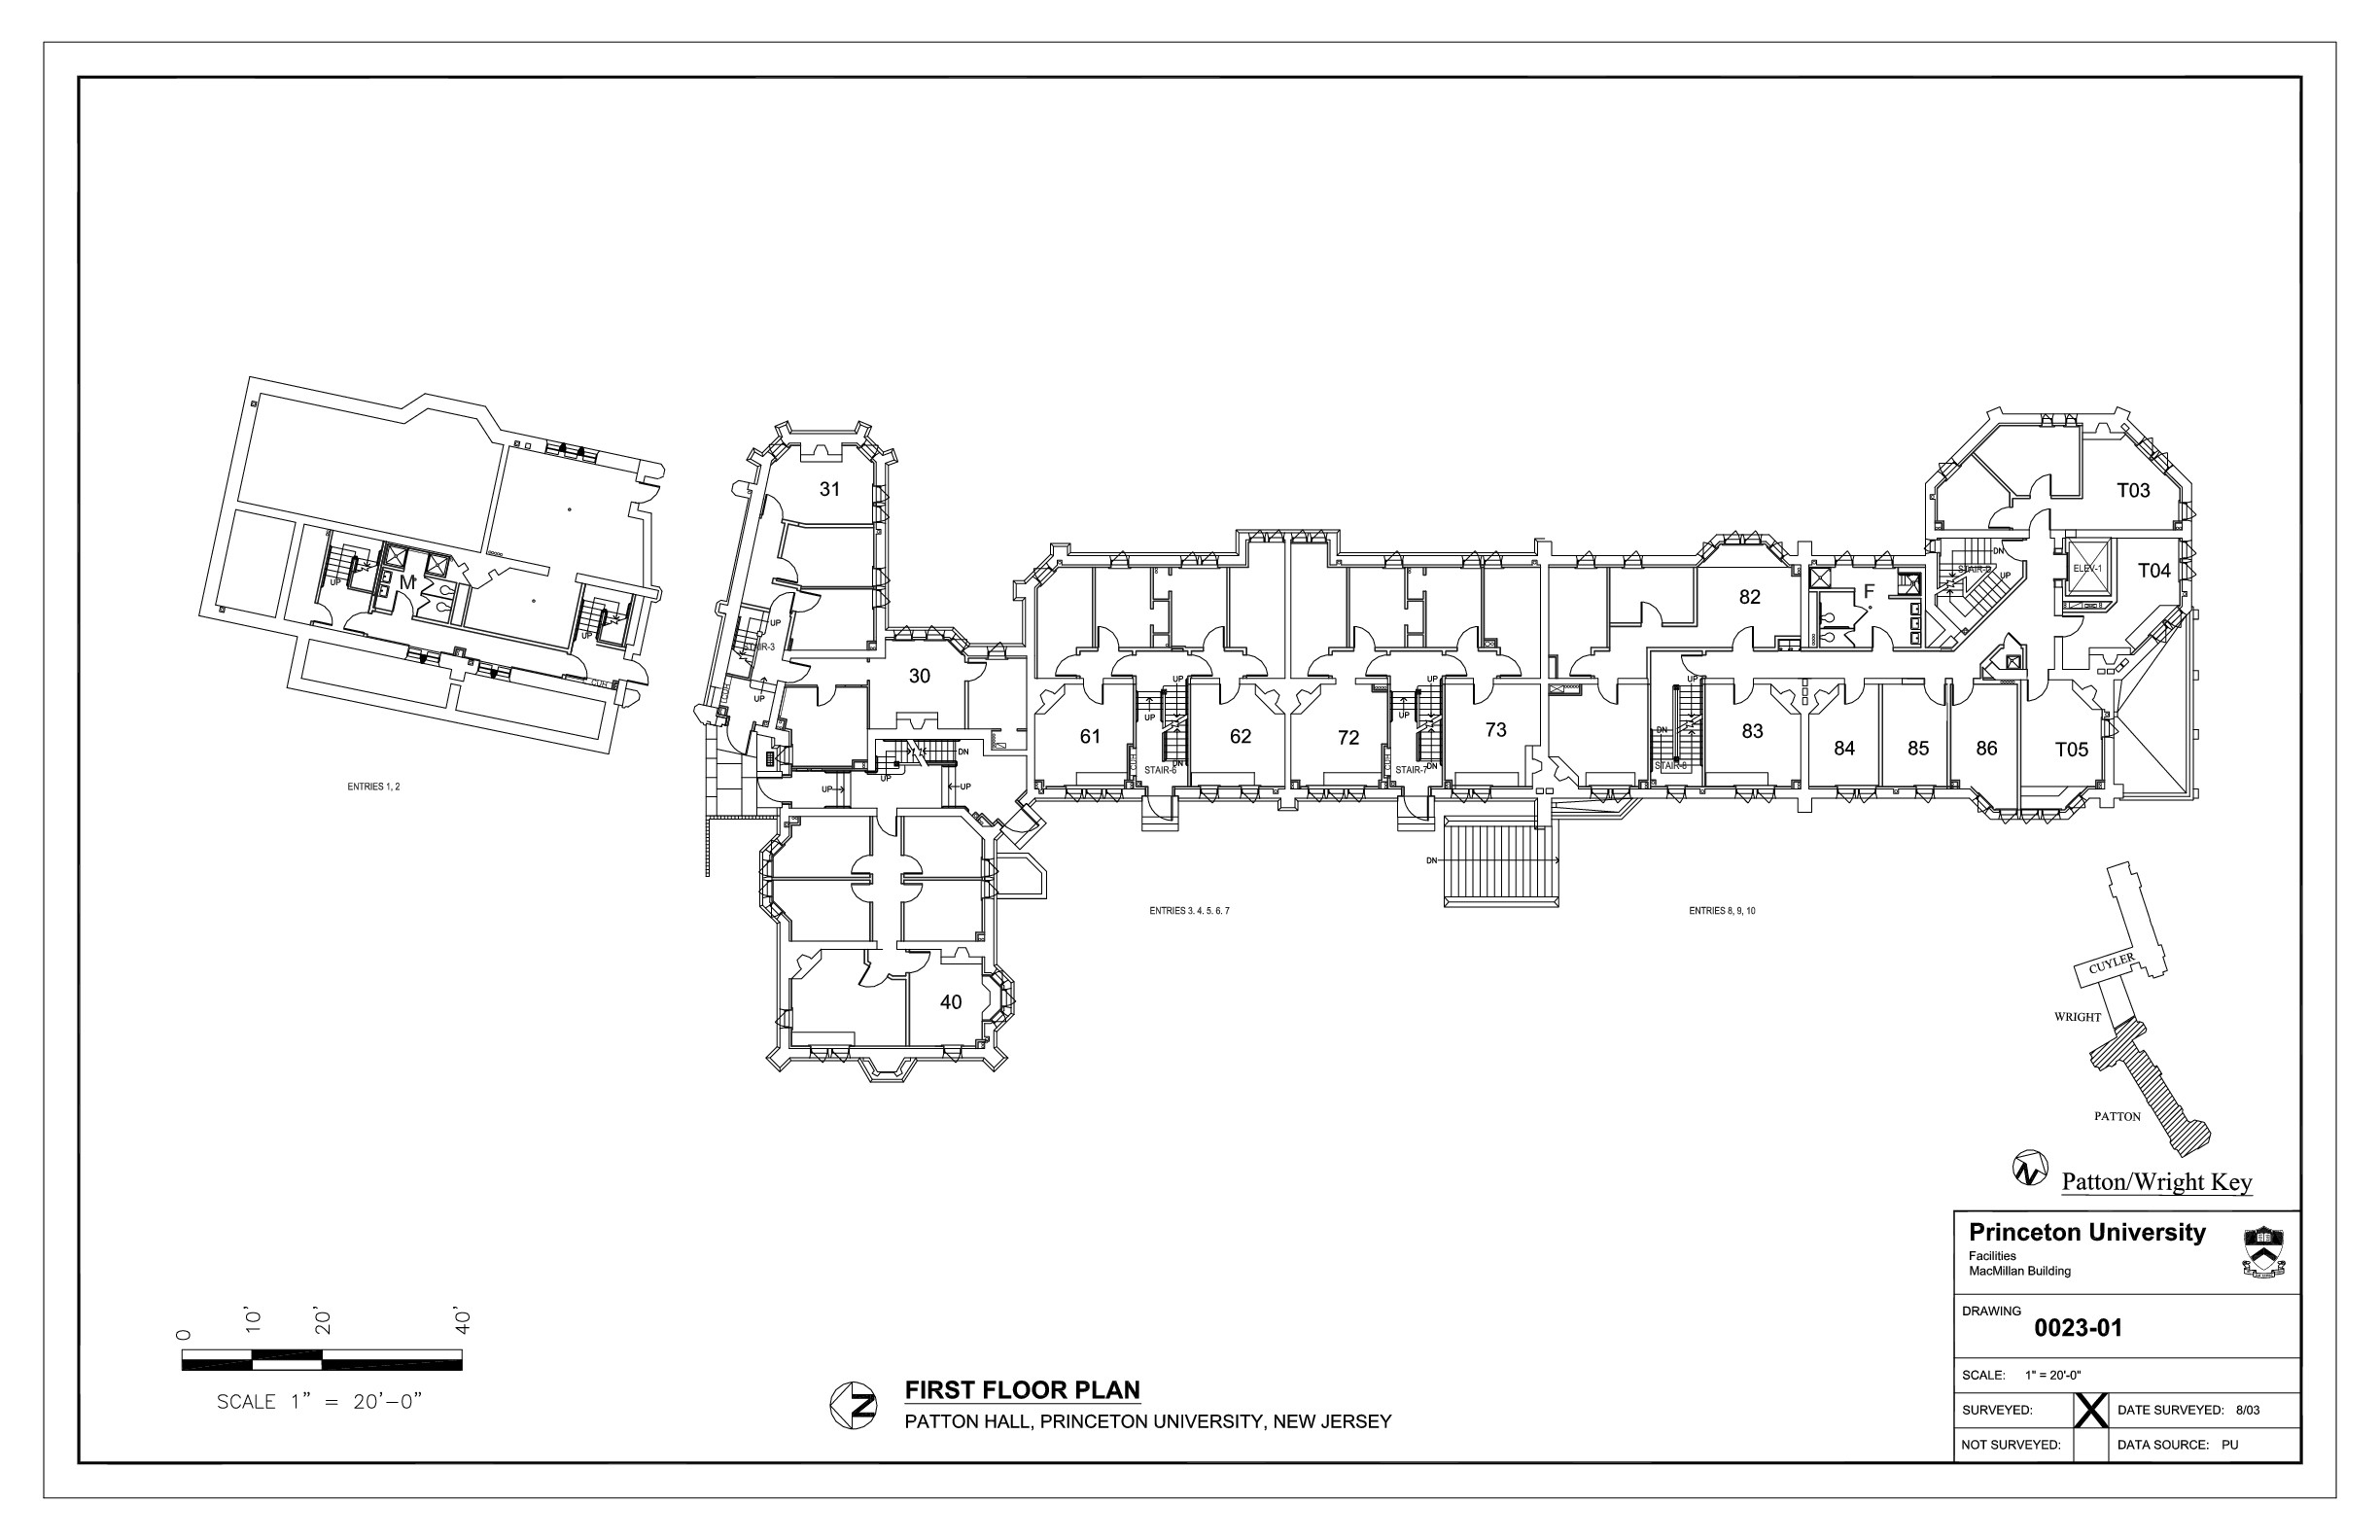 31
T03
UP
M
UP
STAIR-3
UP
UP
CUH
30
UP
CUH
ENTRIES 1, 2
DN
UP
UP
UP
61
UP
UP
CUH
STAIR-6
DN
62
72
UP
UP
CUH
STAIR-7
DN
73
82
F
DN
UP
ELEV-1
T04
UP
DN
STAIR-8
83
84
85
86
T05
DN
ENTRIES 3, 4, 5, 6, 7
ENTRIES 8, 9, 10
40
CUYLER
WRIGHT
PATTON
N
Patton/Wright Key
Princeton University
Facilities
MacMillan Building
DRAWING
0023-01
SCALE: 1" = 20'-0"
SURVEYED: X DATE SURVEYED: 8/03
NOT SURVEYED: DATA SOURCE: PU
0 10' 20' 40'
SCALE 1" = 20'-0"
N
FIRST FLOOR PLAN
PATTON HALL, PRINCETON UNIVERSITY, NEW JERSEY